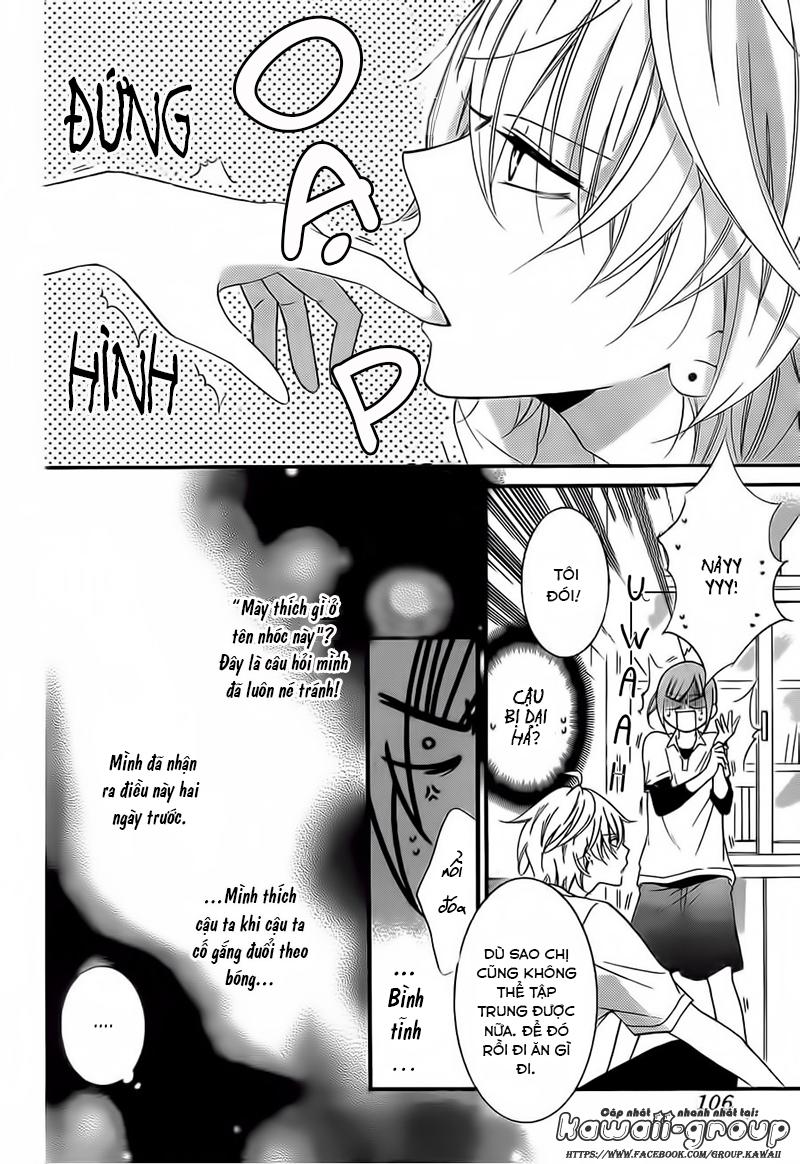 ĐỨNG
HÌNH
OẠP
NÀYY
YYY!
UWAAH
TÔI
ĐÓI!
CẬU
BỊ DẠI
HẢ?
nổi
đóa
DÙ SAO CHỊ
CŨNG KHÔNG
THỂ TẬP
TRUNG ĐƯỢC
NỮA. ĐỂ ĐÓ
RỒI ĐI ĂN GÌ
ĐI.
...
Bình
tĩnh
...
"Mày thích gì ở
tên nhóc này"?
Đây là câu hỏi mình
đã luôn né tránh!
Mình đã nhận
ra điều này hai
ngày trước.
...Mình thích
cậu ta khi cậu ta
cố gắng đuổi theo
bóng...
....
106
Cập nhật nhanh nhất tại:
kawaii-group
HTTPS://WWW.FACEBOOK.COM/GROUP.KAWAII